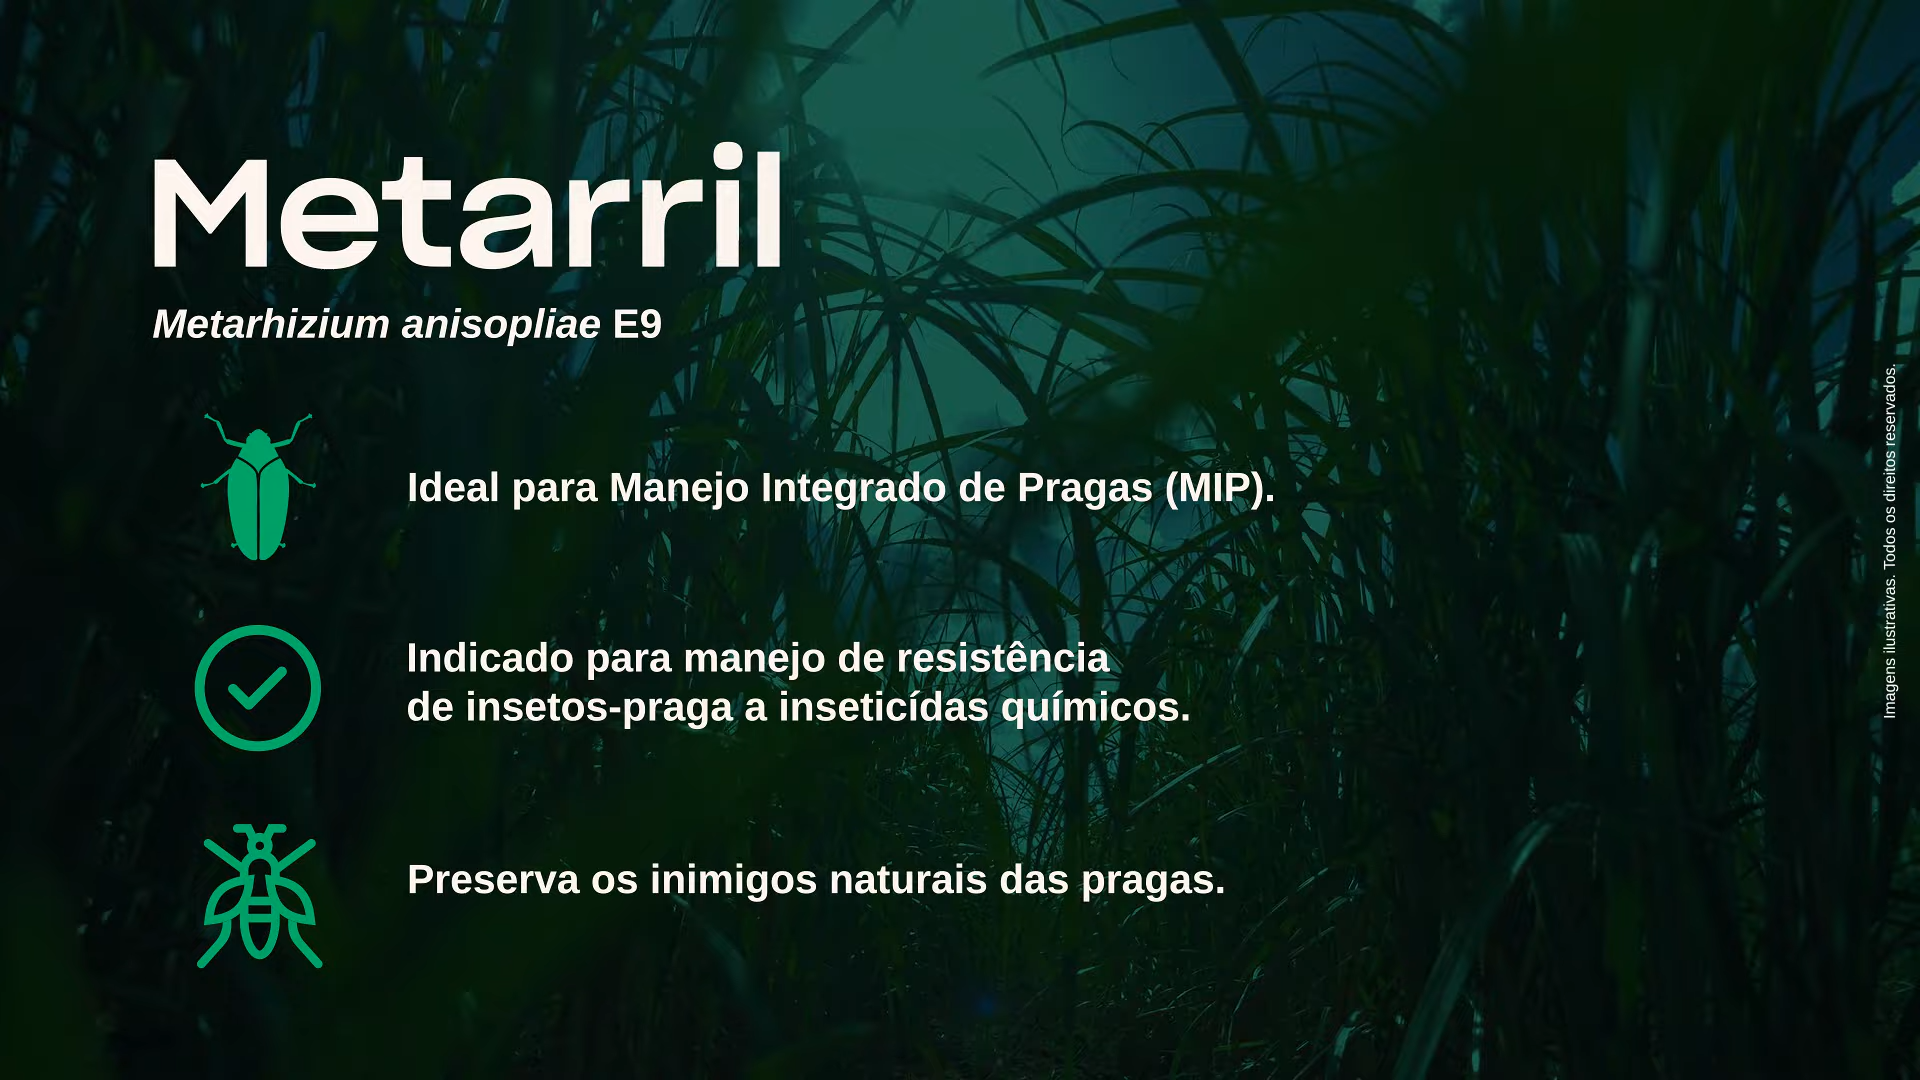 Metarril
Metarhizium anisopliae E9
Ideal para Manejo Integrado de Pragas (MIP).
Indicado para manejo de resistência
de insetos-praga a inseticídas químicos.
Preserva os inimigos naturais das pragas.
Imagens ilustrativas. Todos os direitos reservados.